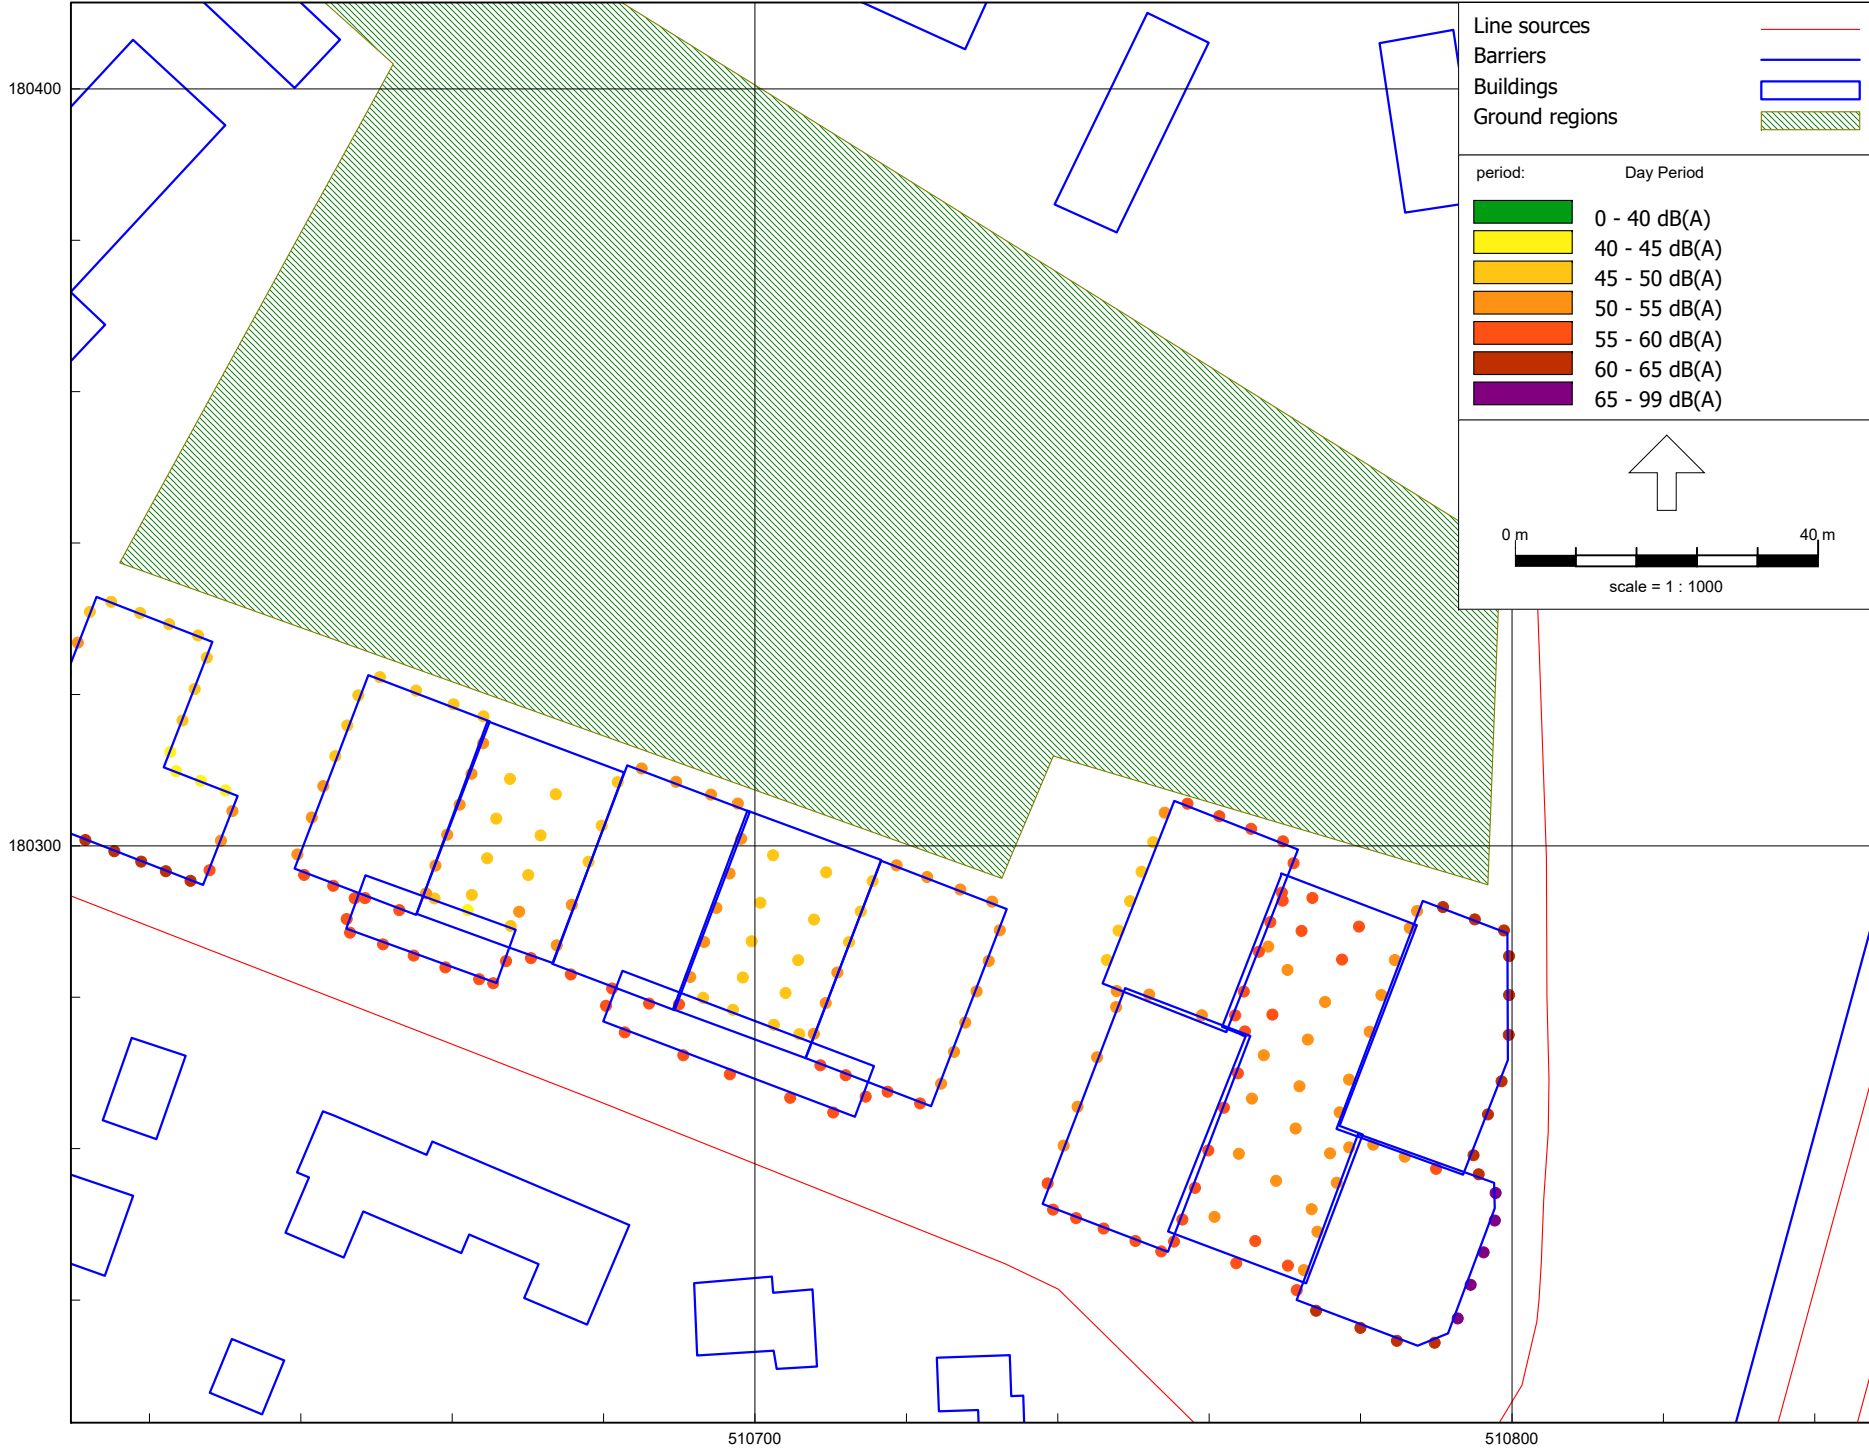 Line sources
Barriers
Buildings
Ground regions
period: Day Period
0 - 40 dB(A)
40 - 45 dB(A)
45 - 50 dB(A)
50 - 55 dB(A)
55 - 60 dB(A)
60 - 65 dB(A)
65 - 99 dB(A)
0 m 40 m
scale = 1 : 1000
180400
180300
510700 510800